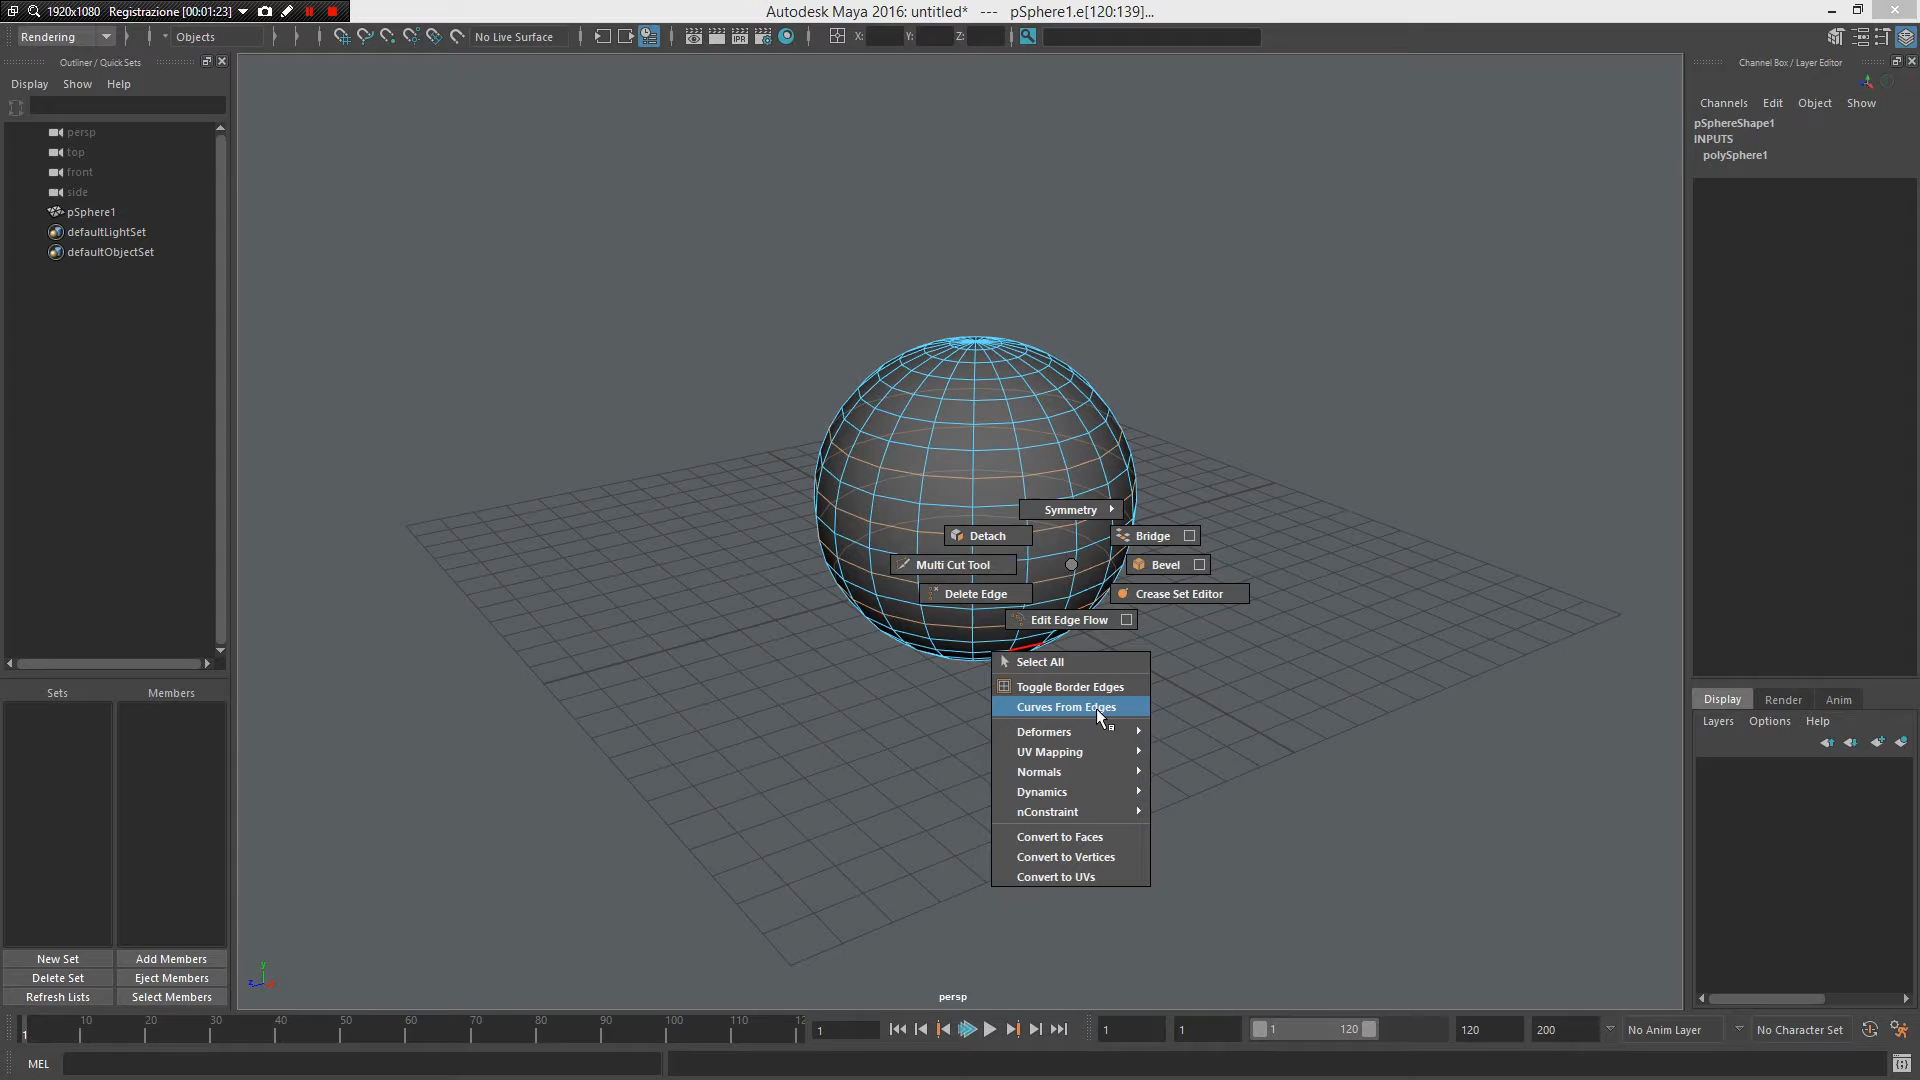 1920x1080 Registrazione [00:01:23]
Autodesk Maya 2016: untitled* --- pSphere1.e[120:139]...
Rendering
Objects
No Live Surface
X:
Y:
Z:
Outliner / Quick Sets
Display Show Help
persp
top
front
side
pSphere1
defaultLightSet
defaultObjectSet
Sets
Members
New Set
Add Members
Delete Set
Eject Members
Refresh Lists
Select Members
Symmetry
Detach
Bridge
Multi Cut Tool
Bevel
Delete Edge
Crease Set Editor
Edit Edge Flow
Select All
Toggle Border Edges
Curves From Edges
Deformers
UV Mapping
Normals
Dynamics
nConstraint
Convert to Faces
Convert to Vertices
Convert to UVs
y
z
persp
Channel Box / Layer Editor
Channels Edit Object Show
pSphereShape1
INPUTS
polySphere1
Display Render Anim
Layers Options Help
1 10 20 30 40 50 60 70 80 90 100 110 12
1
1
1
1 120
120
200
No Anim Layer
No Character Set
MEL